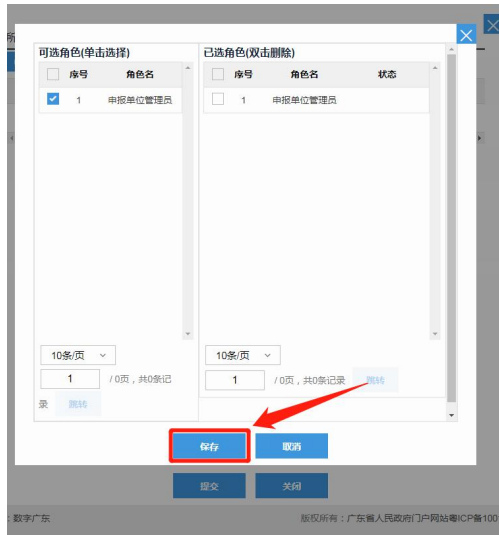 所
可选角色(单击选择)
序号 角色名
1 申报单位管理员
10条/页
1 / 0页，共0条记
录 跳转
已选角色(双击删除)
序号 角色名 状态
1 申报单位管理员
10条/页
1 / 0页，共0条记录 跳转
保存 取消
提交 关闭
：数字广东 版权所有：广东省人民政府门户网站粤ICP备100